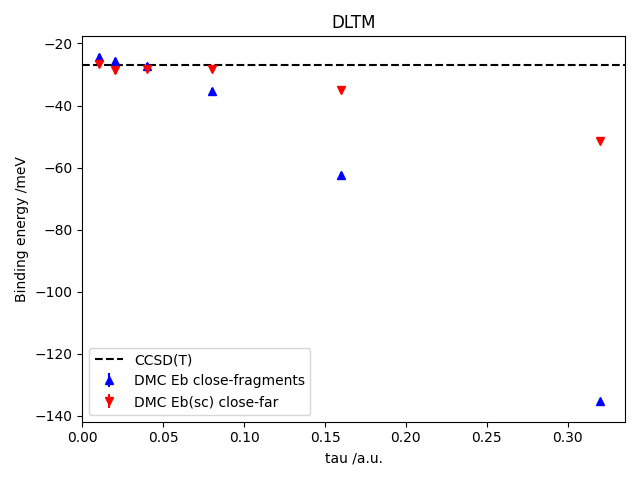 DLTM
Binding energy /meV
−20
−40
−60
−80
−100
−120
−140
CCSD(T)
DMC Eb close-fragments
DMC Eb(sc) close-far
0.00 0.05 0.10 0.15 0.20 0.25 0.30
tau /a.u.